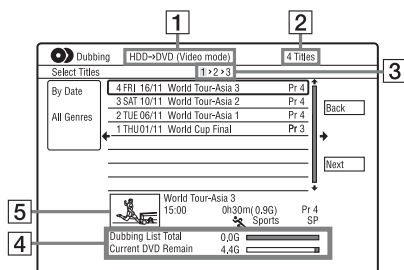 1 2
Dubbing HDD→DVD (Video mode) 4 Titles
Select Titles 1>2>3 3
By Date
All Genres
4 FRI 16/11 World Tour-Asia 3 Pr 4
3 SAT 10/11 World Tour-Asia 2 Pr 4
2 TUE 06/11 World Tour-Asia 1 Pr 4
1 THU 01/11 World Cup Final Pr 3
Back
Next
5
World Tour-Asia 3
15:00 0h30m( 0.9G) Pr 4
Sports SP
4
Dubbing List Total 0,0G
Current DVD Remain 4,4G